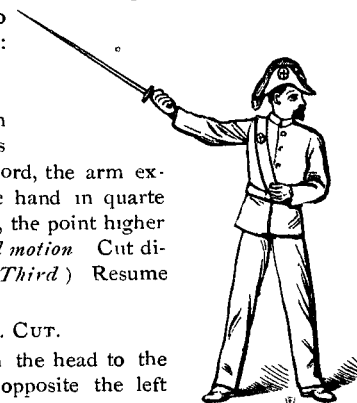 :
ord, the arm ex-
hand in quarte
, the point higher
motion Cut di-
Third ) Resume
. CUT.
the head to the
opposite the left